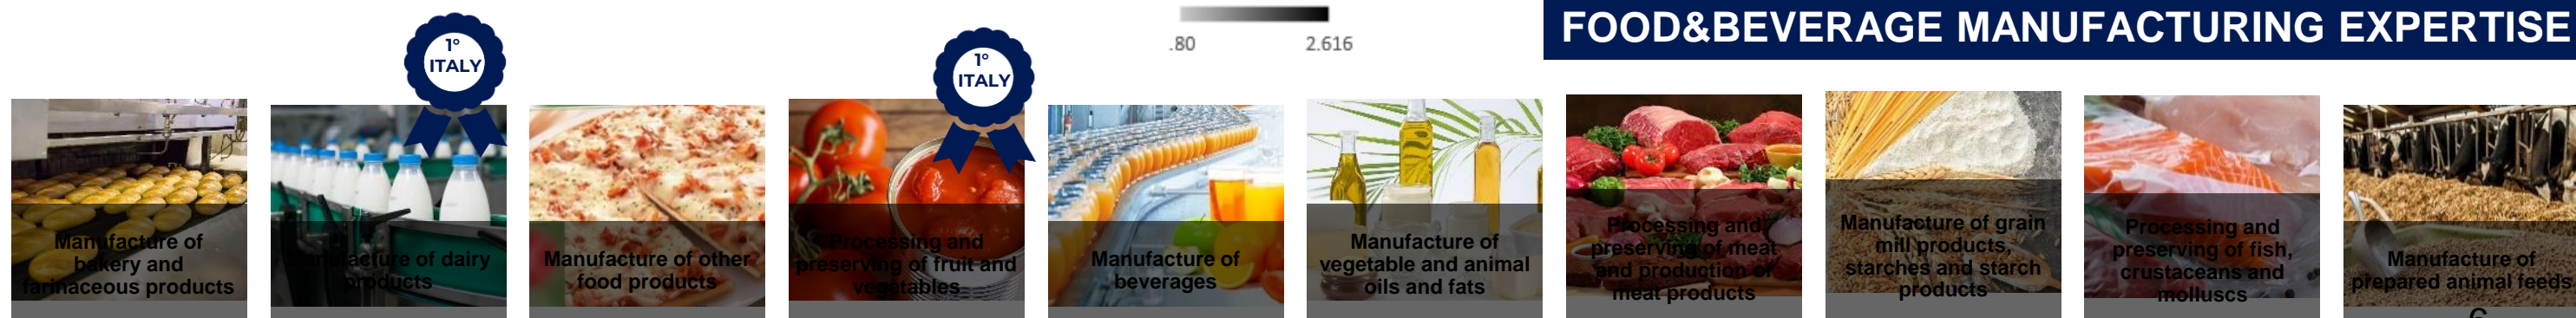 FOOD&BEVERAGE MANUFACTURING EXPERTISE
.80
2.616
1°
ITALY
1°
ITALY
Manufacture of
bakery and
farinaceous products
Manufacture of dairy
products
Manufacture of other
food products
Processing and
preserving of fruit and
vegetables
Manufacture of
beverages
Manufacture of
vegetable and animal
oils and fats
Processing and
preserving of meat
and production of
meat products
Manufacture of grain
mill products,
starches and starch
products
Processing and
preserving of fish,
crustaceans and
molluscs
Manufacture of
prepared animal feeds